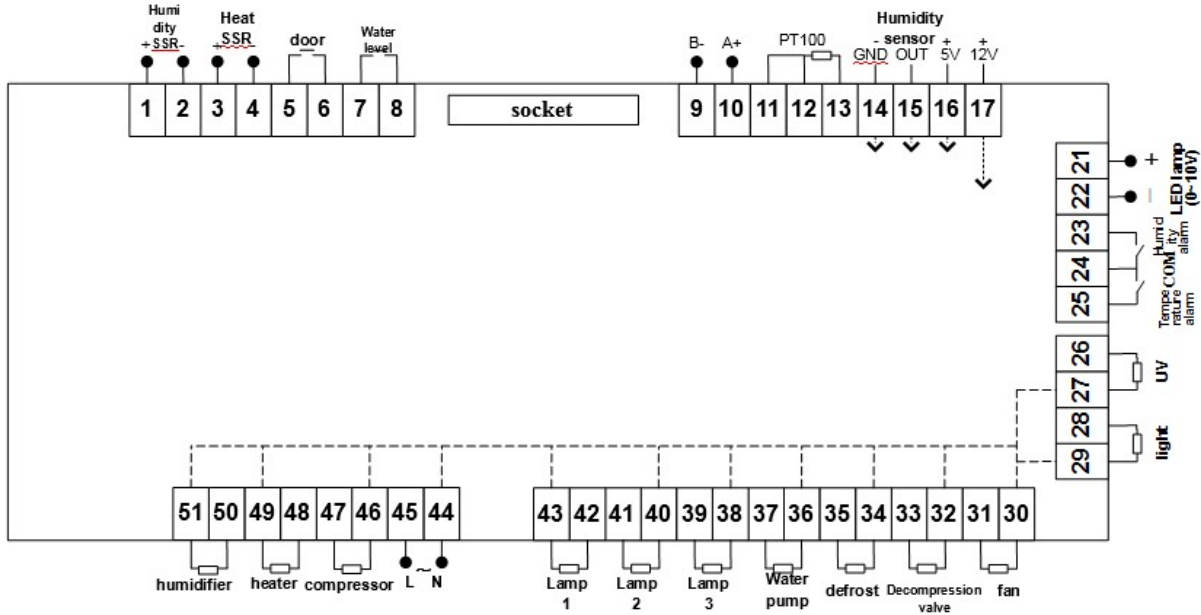 Humi
dity
+ SSR -
Heat
SSR
+ -
door
Water
level
B- A+
PT100
Humidity
sensor
- + +
GND OUT 5V 12V
1 2 3 4 5 6 7 8
socket
9 10 11 12 13 14 15 16 17
21 +
22 —
LED lamp
(0~10V)
23
Humid
ity
alarm
24
COM
25
Tempe
rature
alarm
26
27
UV
28
29
light
51 50 49 48 47 46 45 44
43 42 41 40 39 38 37 36 35 34 33 32 31 30
humidifier heater compressor L ~ N
Lamp
1
Lamp
2
Lamp
3
Water
pump
defrost
Decompression
valve
fan